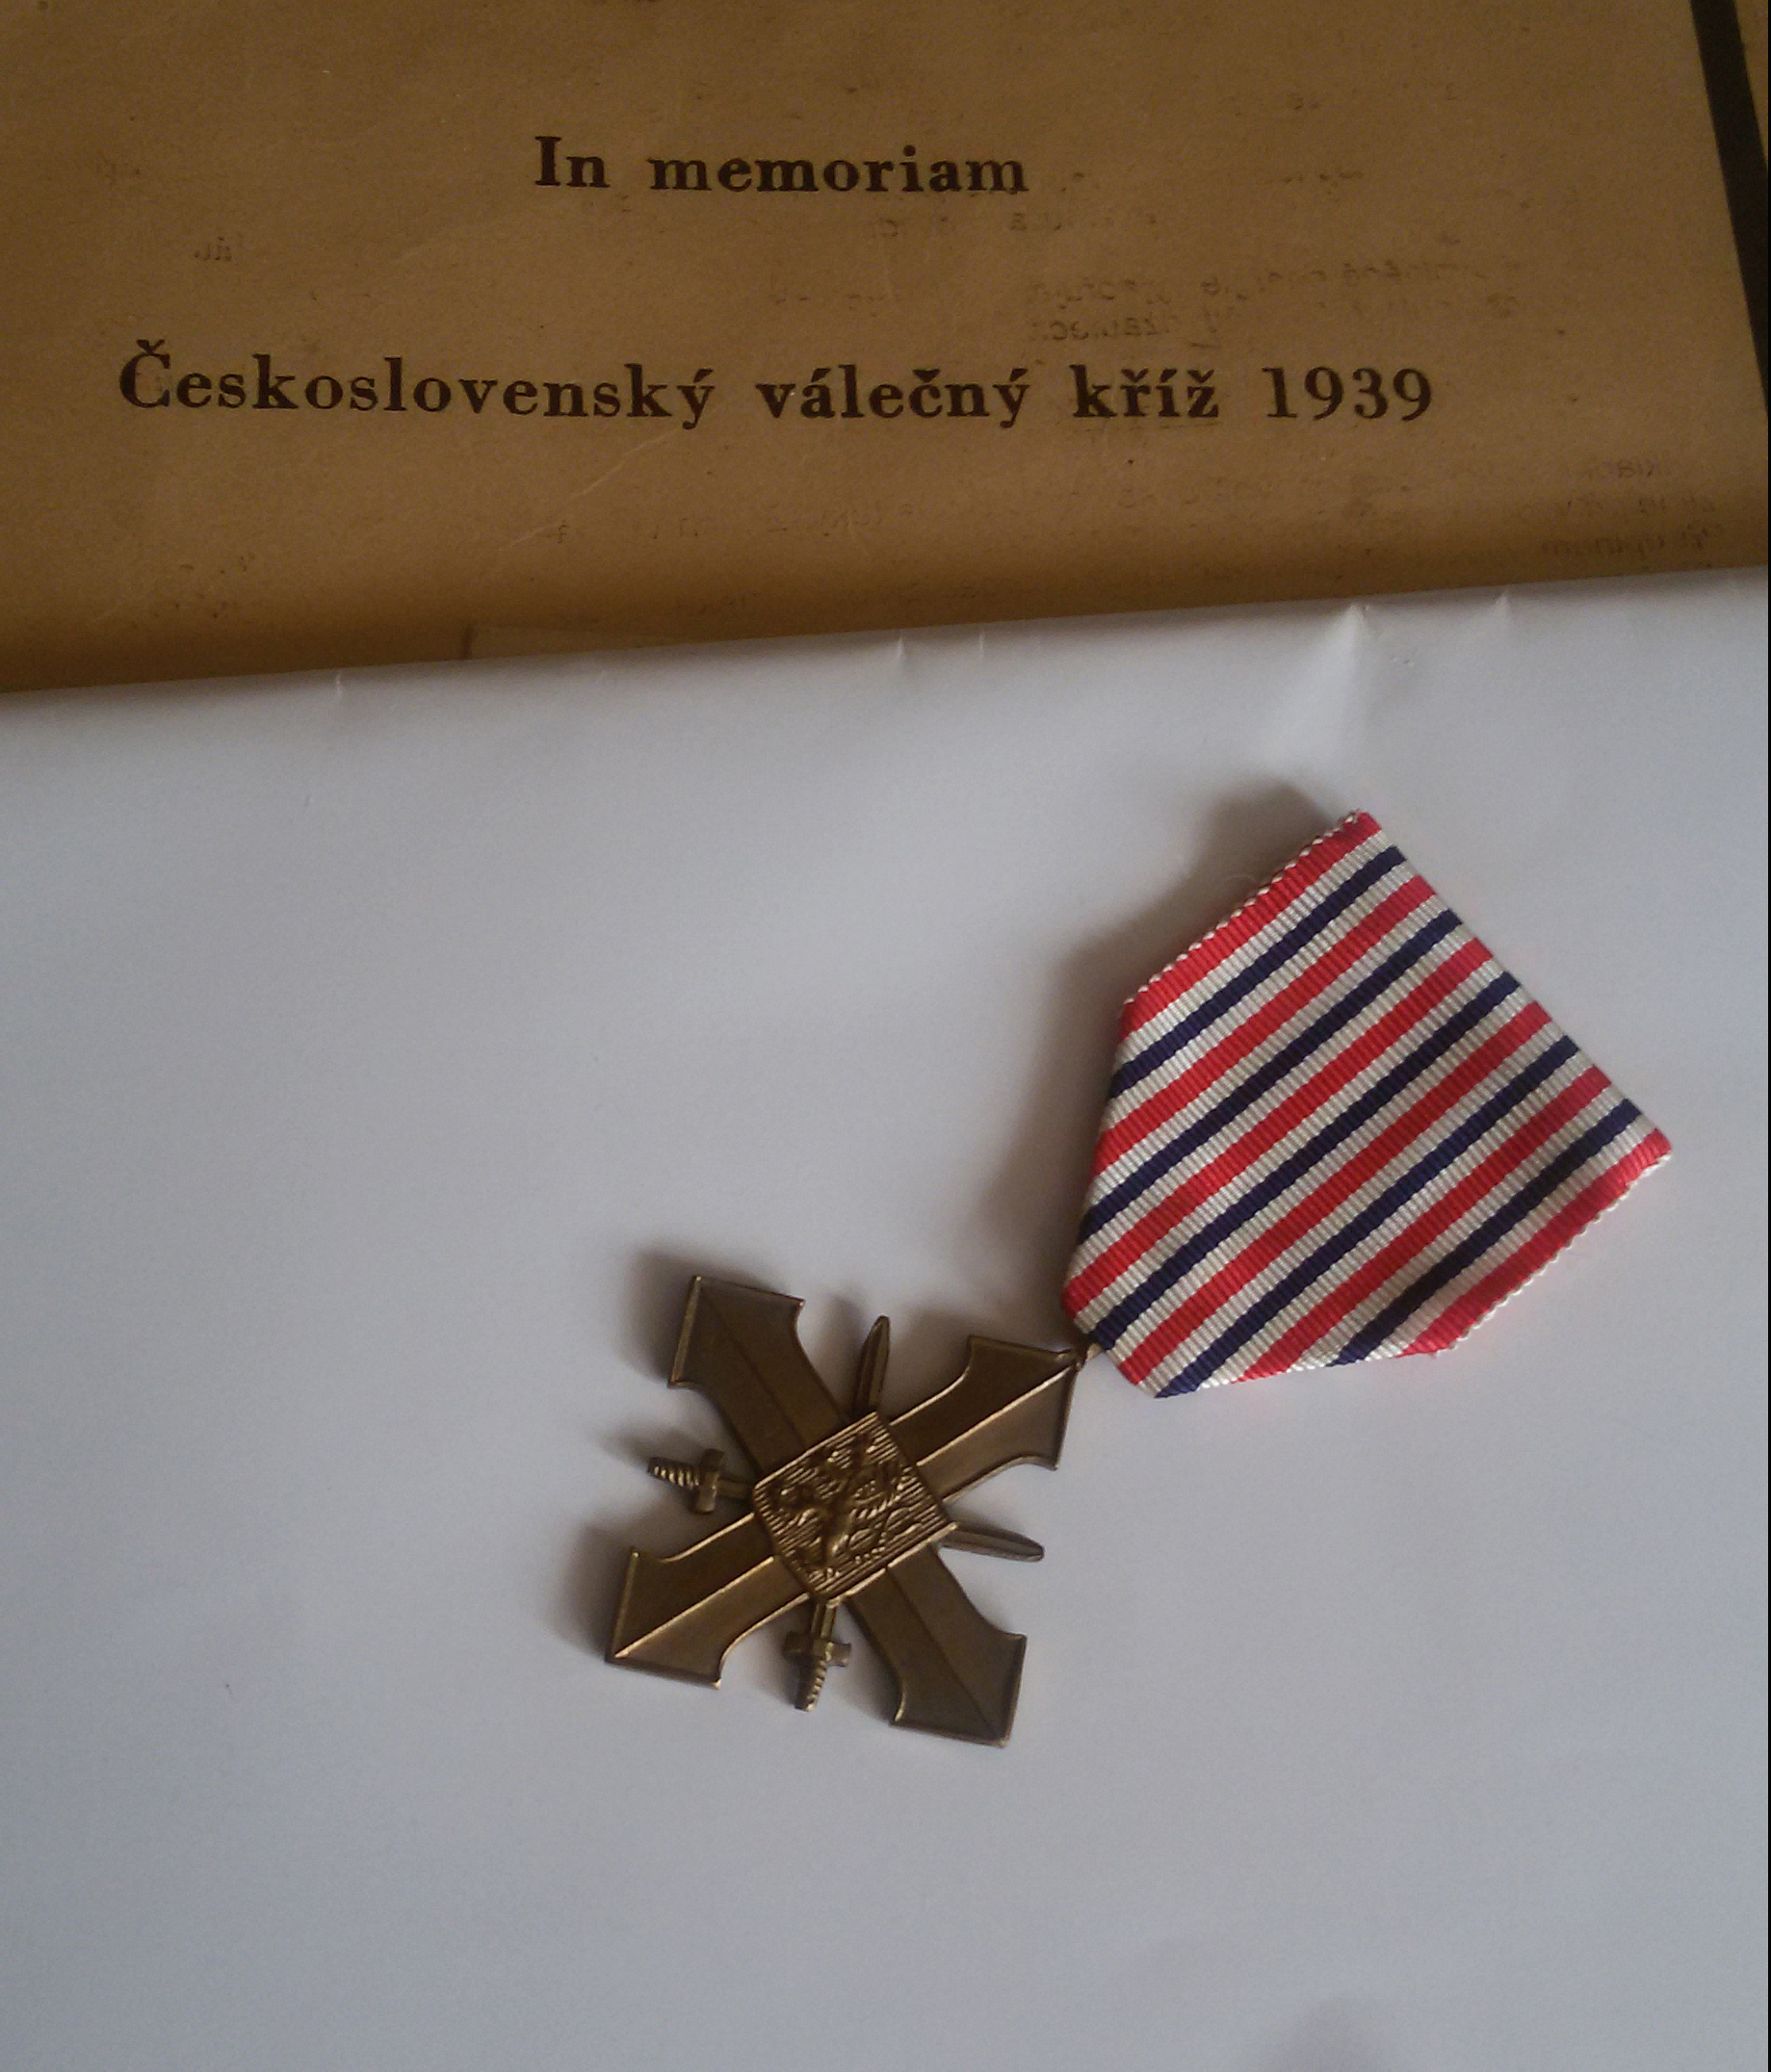 In memoriam
Československý válečný kříž 1939